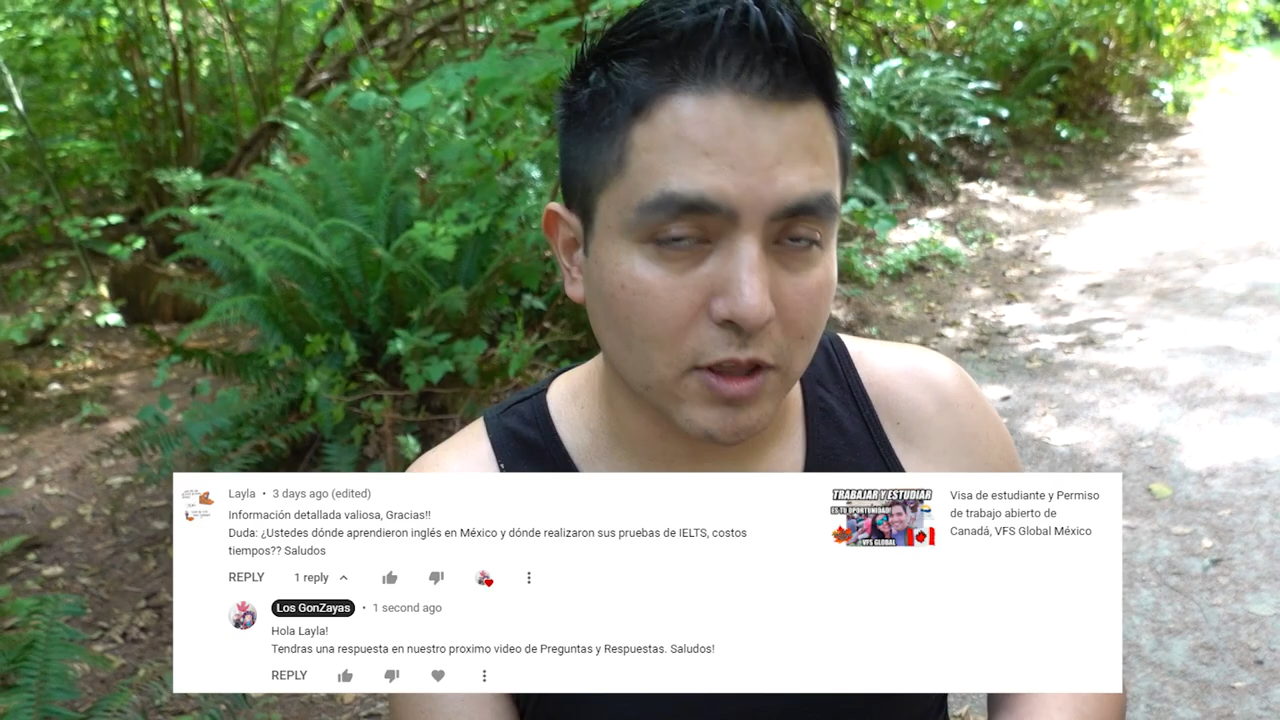 Layla • 3 days ago (edited)
Información detallada valiosa, Gracias!!
Duda: ¿Ustedes dónde aprendieron inglés en México y dónde realizaron sus pruebas de IELTS, costos
tiempos?? Saludos
REPLY 1 reply
Los GonZayas • 1 second ago
Hola Layla!
Tendras una respuesta en nuestro proximo video de Preguntas y Respuestas. Saludos!
REPLY
TRABAJAR Y ESTUDIAR
ES TU OPORTUNIDAD!
VFS GLOBAL
Visa de estudiante y Permiso
de trabajo abierto de
Canadá, VFS Global México